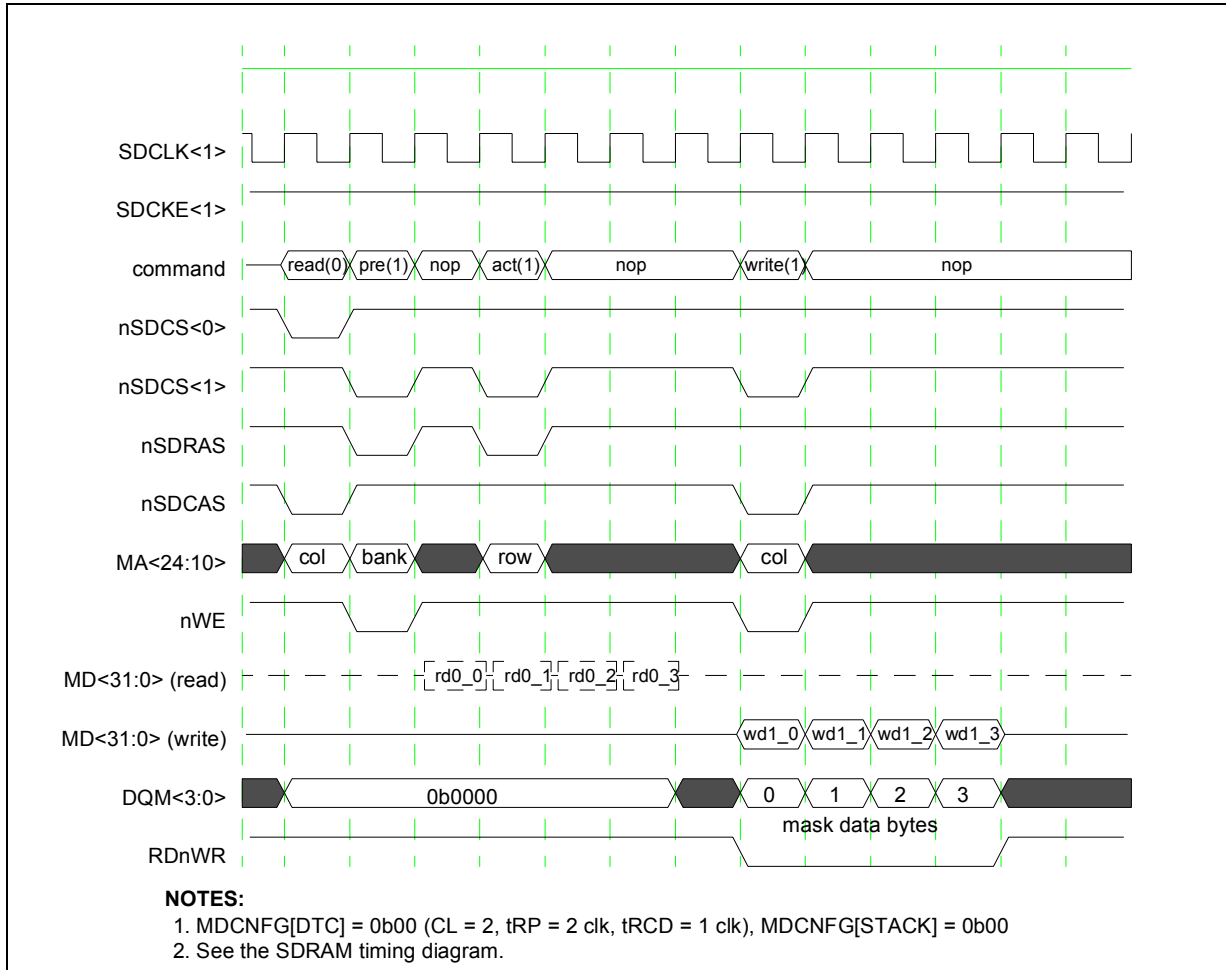 SDCLK<1>
SDCKE<1>
command read(0) pre(1) nop act(1) nop write(1) nop
nSDCS<0>
nSDCS<1>
nSDRAS
nSDCAS
MA<24:10> col bank row col
nWE
MD<31:0> (read) rd0_0 rd0_1 rd0_2 rd0_3
MD<31:0> (write) wd1_0 wd1_1 wd1_2 wd1_3
DQM<3:0> 0b0000 0 1 2 3
mask data bytes
RDnWR
NOTES:
1. MDCNFG[DTC] = 0b00 (CL = 2, tRP = 2 clk, tRCD = 1 clk), MDCNFG[STACK] = 0b00
2. See the SDRAM timing diagram.